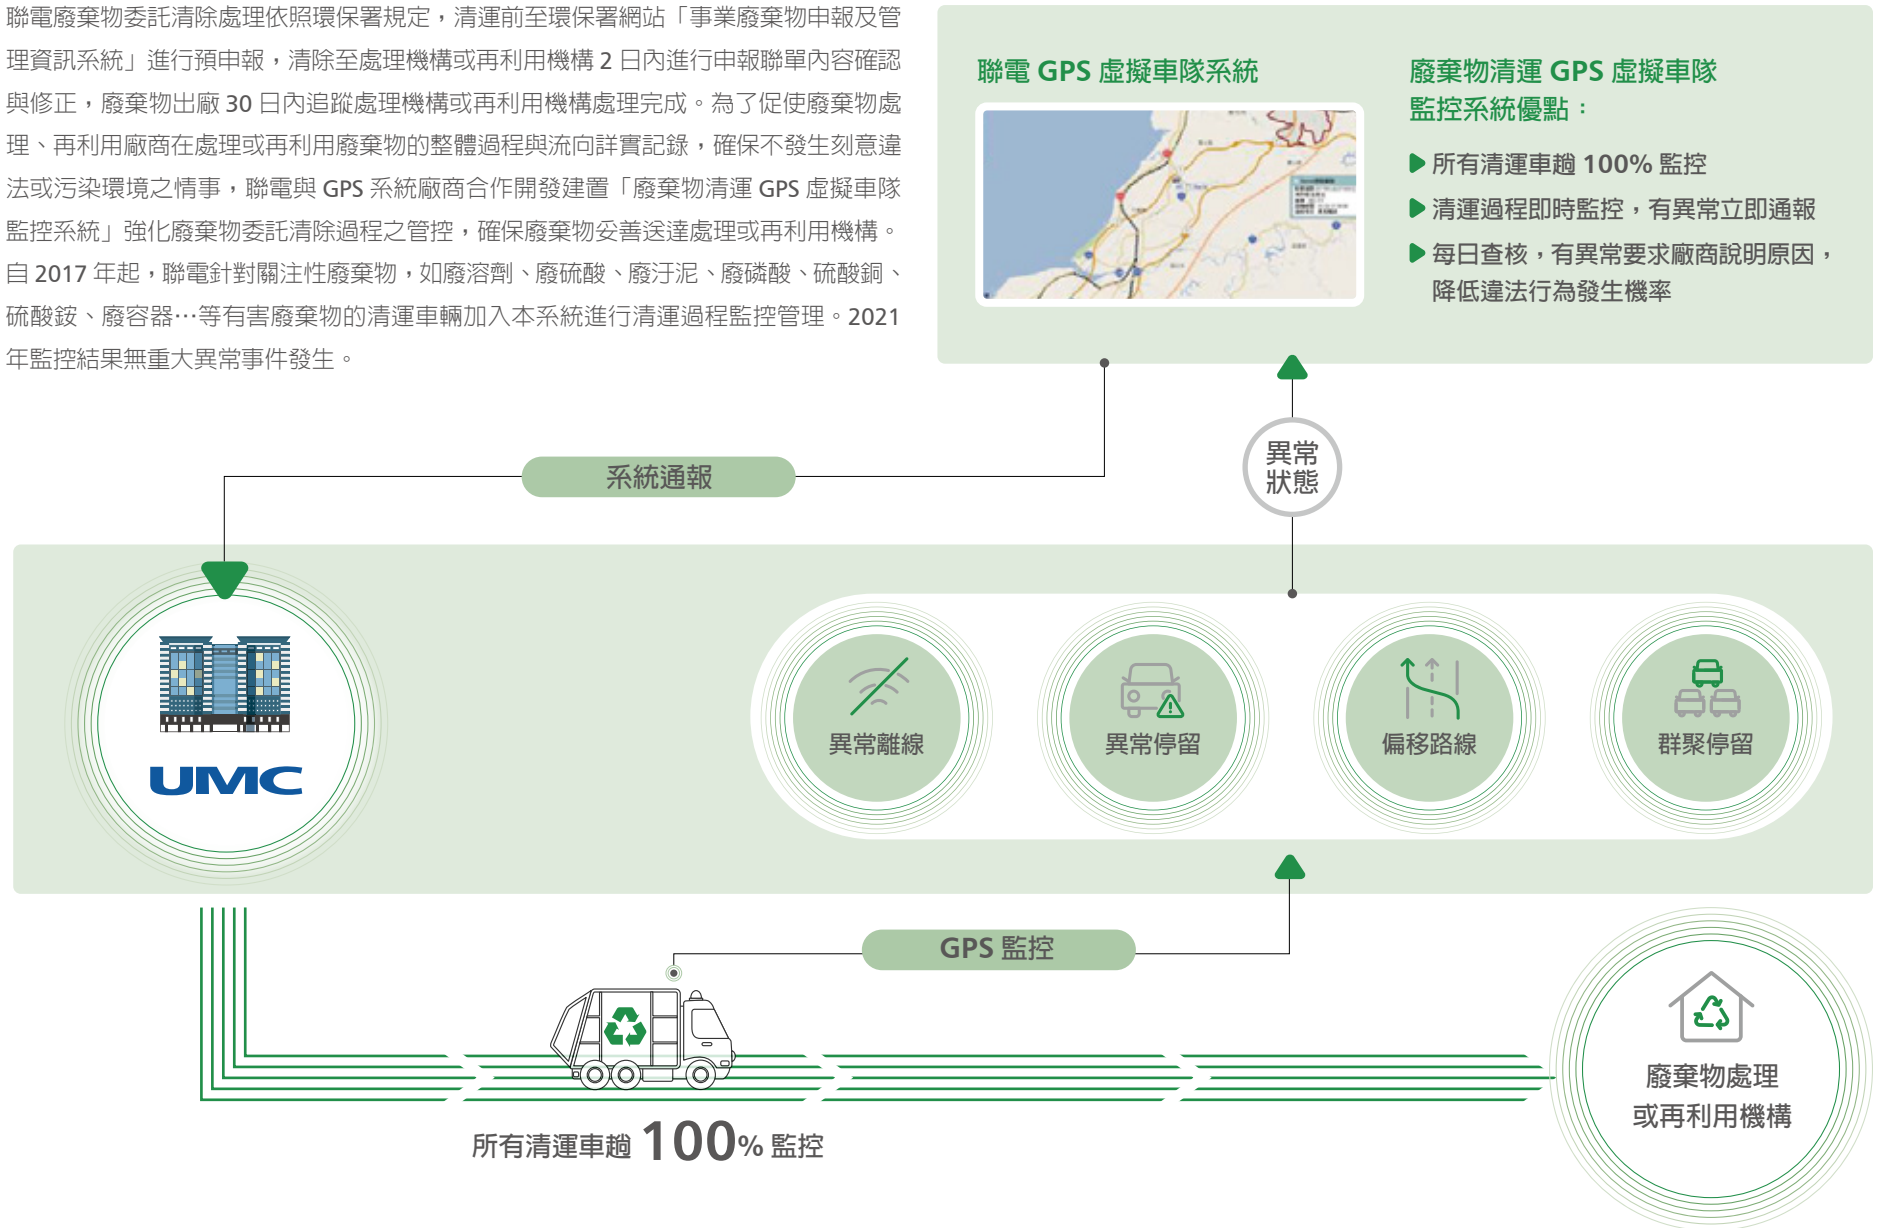 聯電廢棄物委託清除處理依照環保署規定，清運前至環保署網站「事業廢棄物申報及管
理資訊系統」進行預申報，清除至處理機構或再利用機構 2 日內進行申報聯單內容確認
與修正，廢棄物出廠 30 日內追蹤處理機構或再利用機構處理完成。為了促使廢棄物處
理、再利用廠商在處理或再利用廢棄物的整體過程與流向詳實記錄，確保不發生刻意違
法或污染環境之情事，聯電與 GPS 系統廠商合作開發建置「廢棄物清運 GPS 虛擬車隊
監控系統」強化廢棄物委託清除過程之管控，確保廢棄物妥善送達處理或再利用機構。
自 2017 年起，聯電針對關注性廢棄物，如廢溶劑、廢硫酸、廢汙泥、廢磷酸、硫酸銅、
硫酸銨、廢容器…等有害廢棄物的清運車輛加入本系統進行清運過程監控管理。2021
年監控結果無重大異常事件發生。
聯電 GPS 虛擬車隊系統
廢棄物清運 GPS 虛擬車隊
監控系統優點：
所有清運車趟 100% 監控
清運過程即時監控，有異常立即通報
每日查核，有異常要求廠商說明原因，
降低違法行為發生機率
系統通報
異常
狀態
UMC
異常離線
異常停留
偏移路線
群聚停留
GPS 監控
所有清運車趟 100% 監控
廢棄物處理
或再利用機構